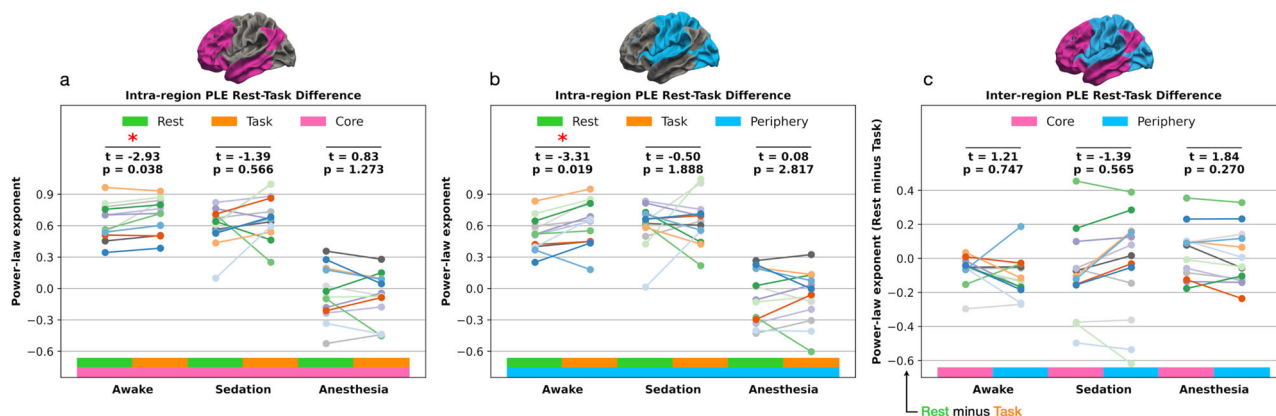 a
Intra-region PLE Rest-Task Difference
Rest Task Core
*
t = -2.93
p = 0.038
t = -1.39
p = 0.566
t = 0.83
p = 1.273
Power-law exponent
0.9
0.6
0.3
0.0
−0.3
−0.6
Awake Sedation Anesthesia
b
Intra-region PLE Rest-Task Difference
Rest Task Periphery
*
t = -3.31
p = 0.019
t = -0.50
p = 1.888
t = 0.08
p = 2.817
Power-law exponent
0.9
0.6
0.3
0.0
−0.3
−0.6
Awake Sedation Anesthesia
c
Inter-region PLE Rest-Task Difference
Core Periphery
t = 1.21
p = 0.747
t = -1.39
p = 0.565
t = 1.84
p = 0.270
Power-law exponent (Rest minus Task)
0.4
0.2
0.0
−0.2
−0.4
−0.6
Awake Sedation Anesthesia
Rest minus Task